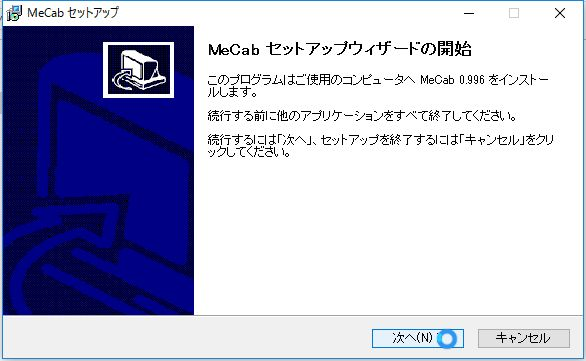 MeCab セットアップ
MeCab セットアップウィザードの開始
このプログラムはご使用のコンピュータへ MeCab 0.996 をインストー
ルします。
続行する前に他のアプリケーションをすべて終了してください。
続行するには「次へ」、セットアップを終了するには「キャンセル」をクリ
ックしてください。
次へ(N)
キャンセル